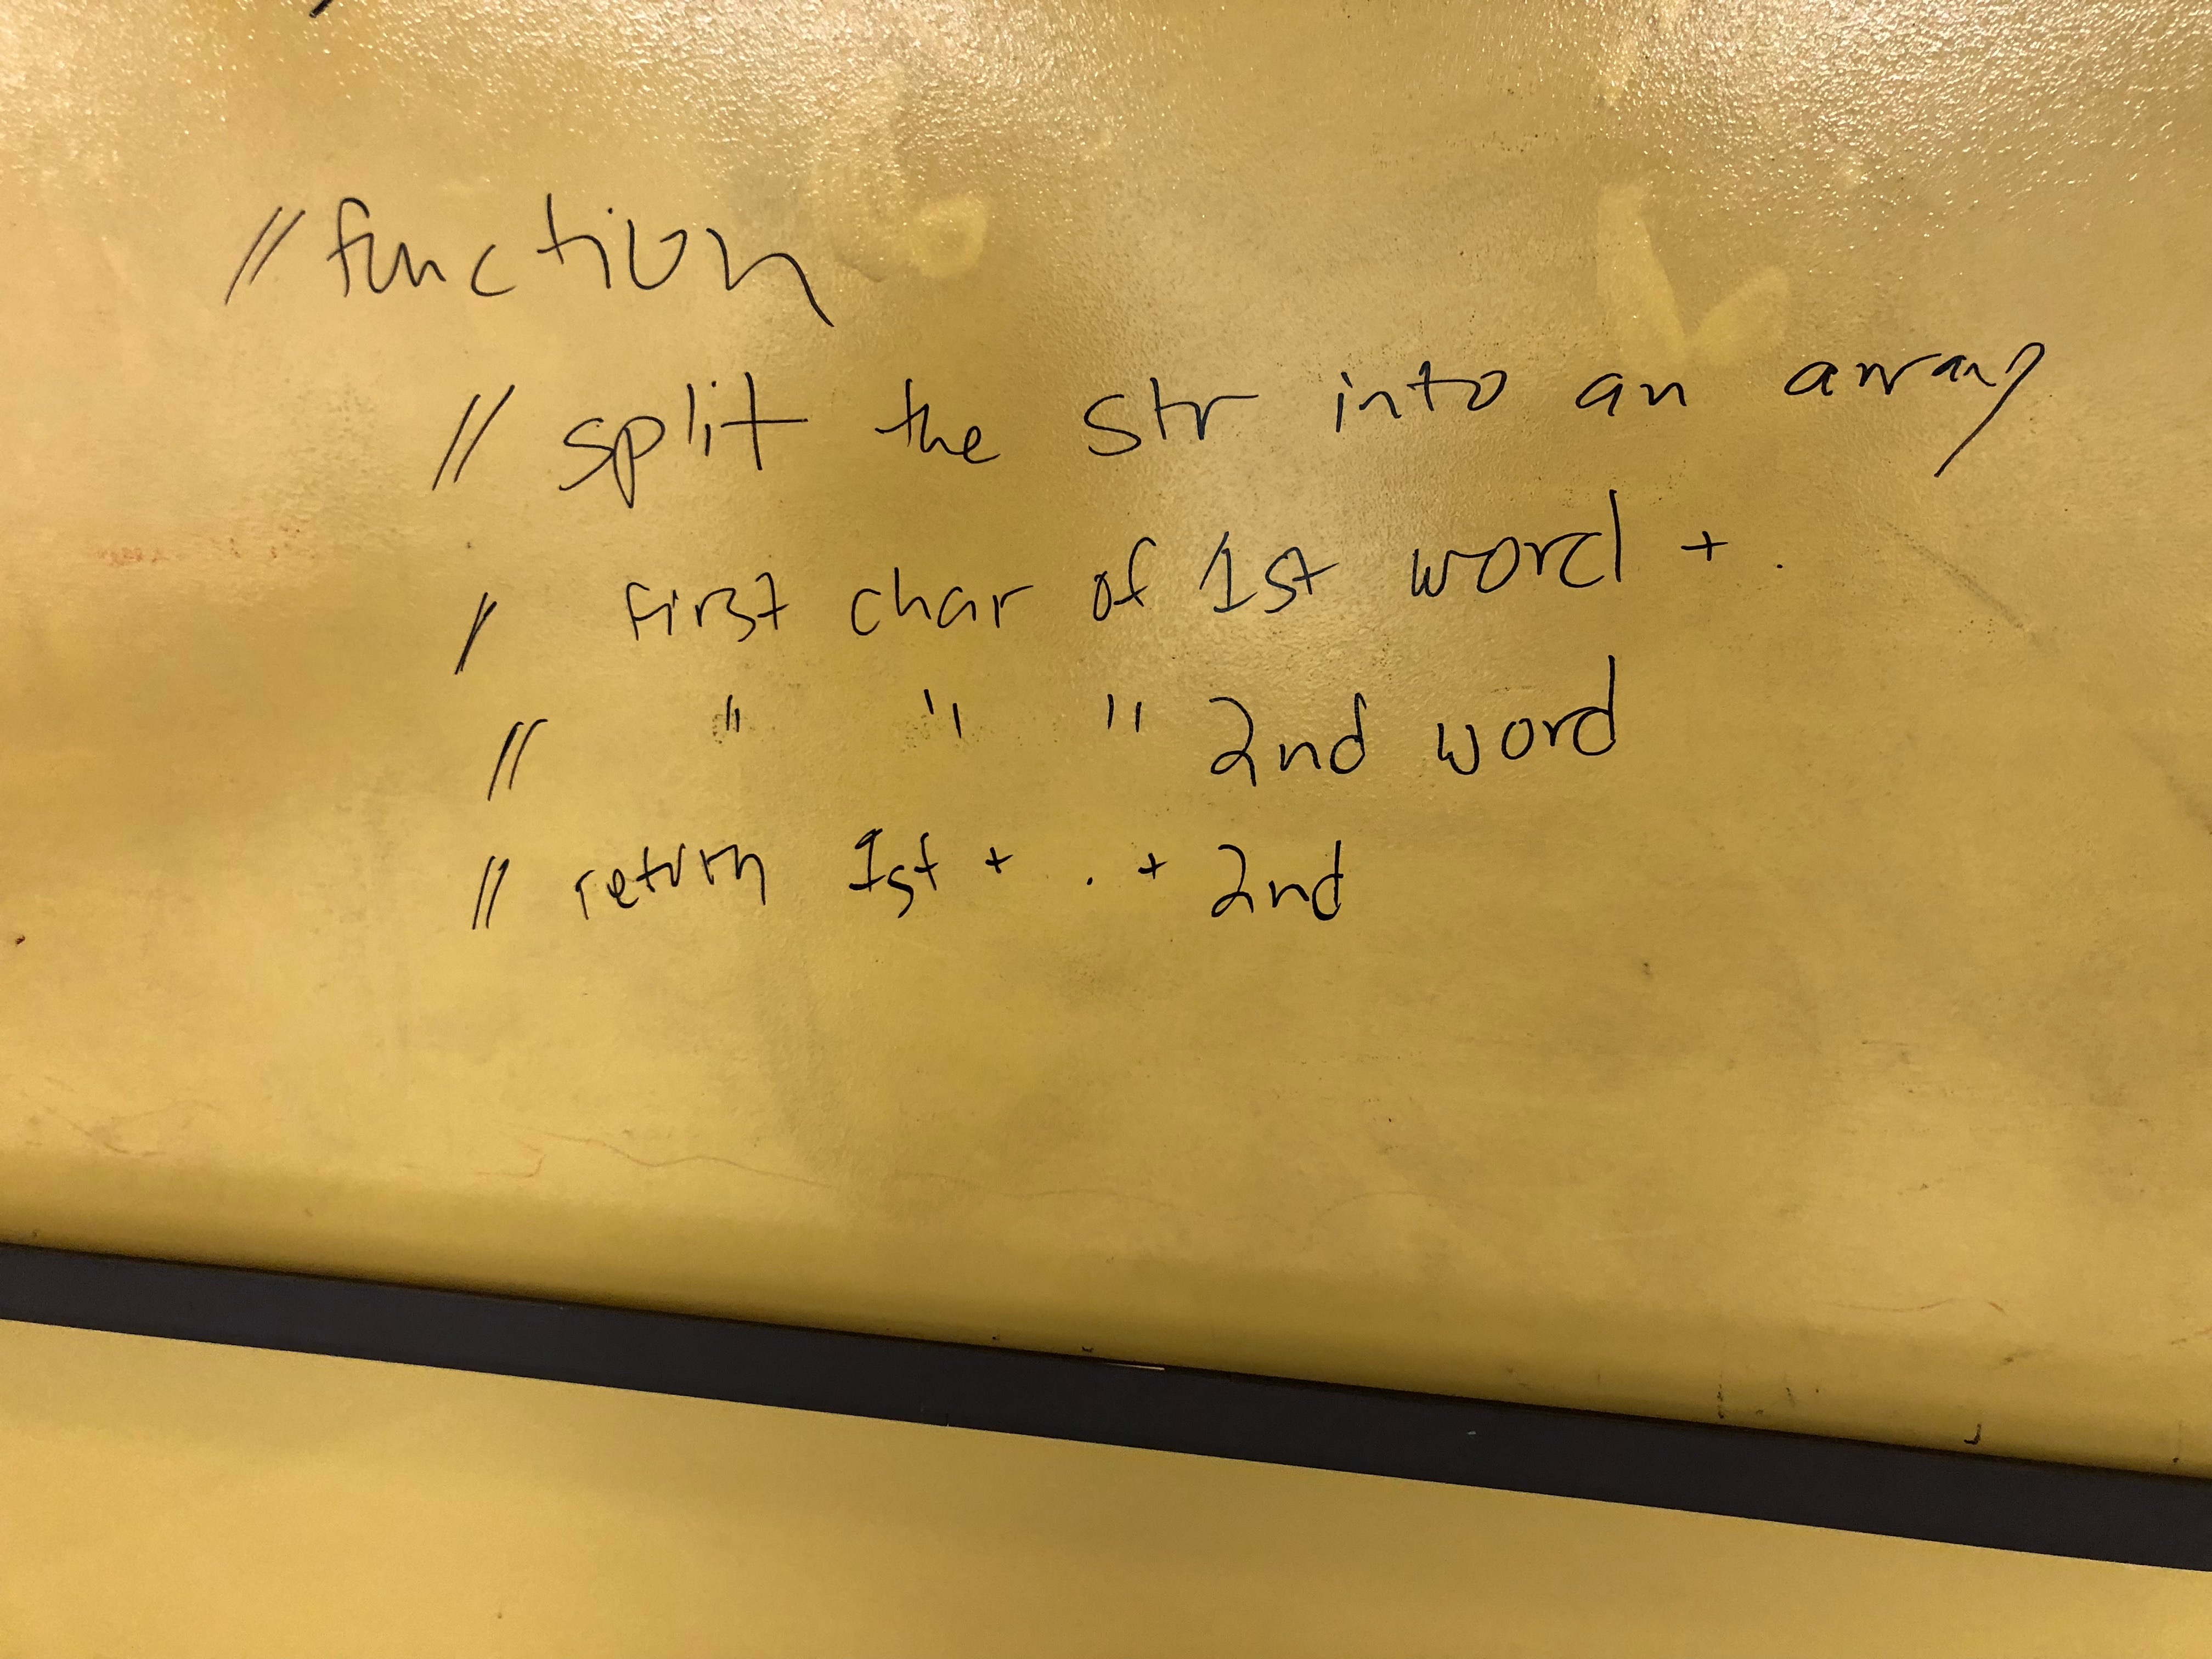 // function
// split the str into an array
// first char of 1st word + .
// " " " 2nd word
// return 1st + . + 2nd